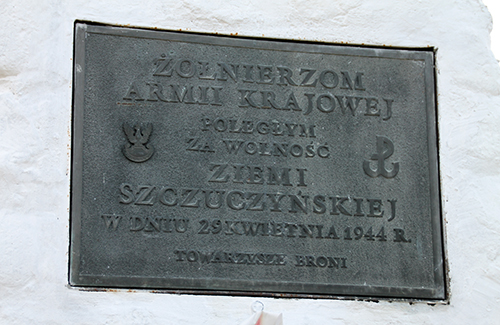 ŻOŁNIERZOM
ARMII KRAJOWEJ
POLEGŁYM
ZA WOLNOŚĆ
ZIEMI
SZCZUCZYŃSKIEJ
W DNIU 29 KWIETNIA 1944 R.
TOWARZYSZE BRONI